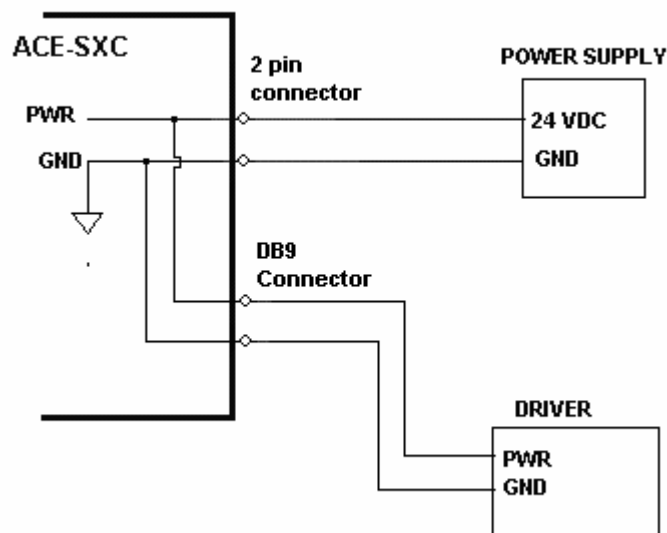 ACE-SXC
2 pin
connector
POWER SUPPLY
PWR
24 VDC
GND
GND
DB9
Connector
DRIVER
PWR
GND